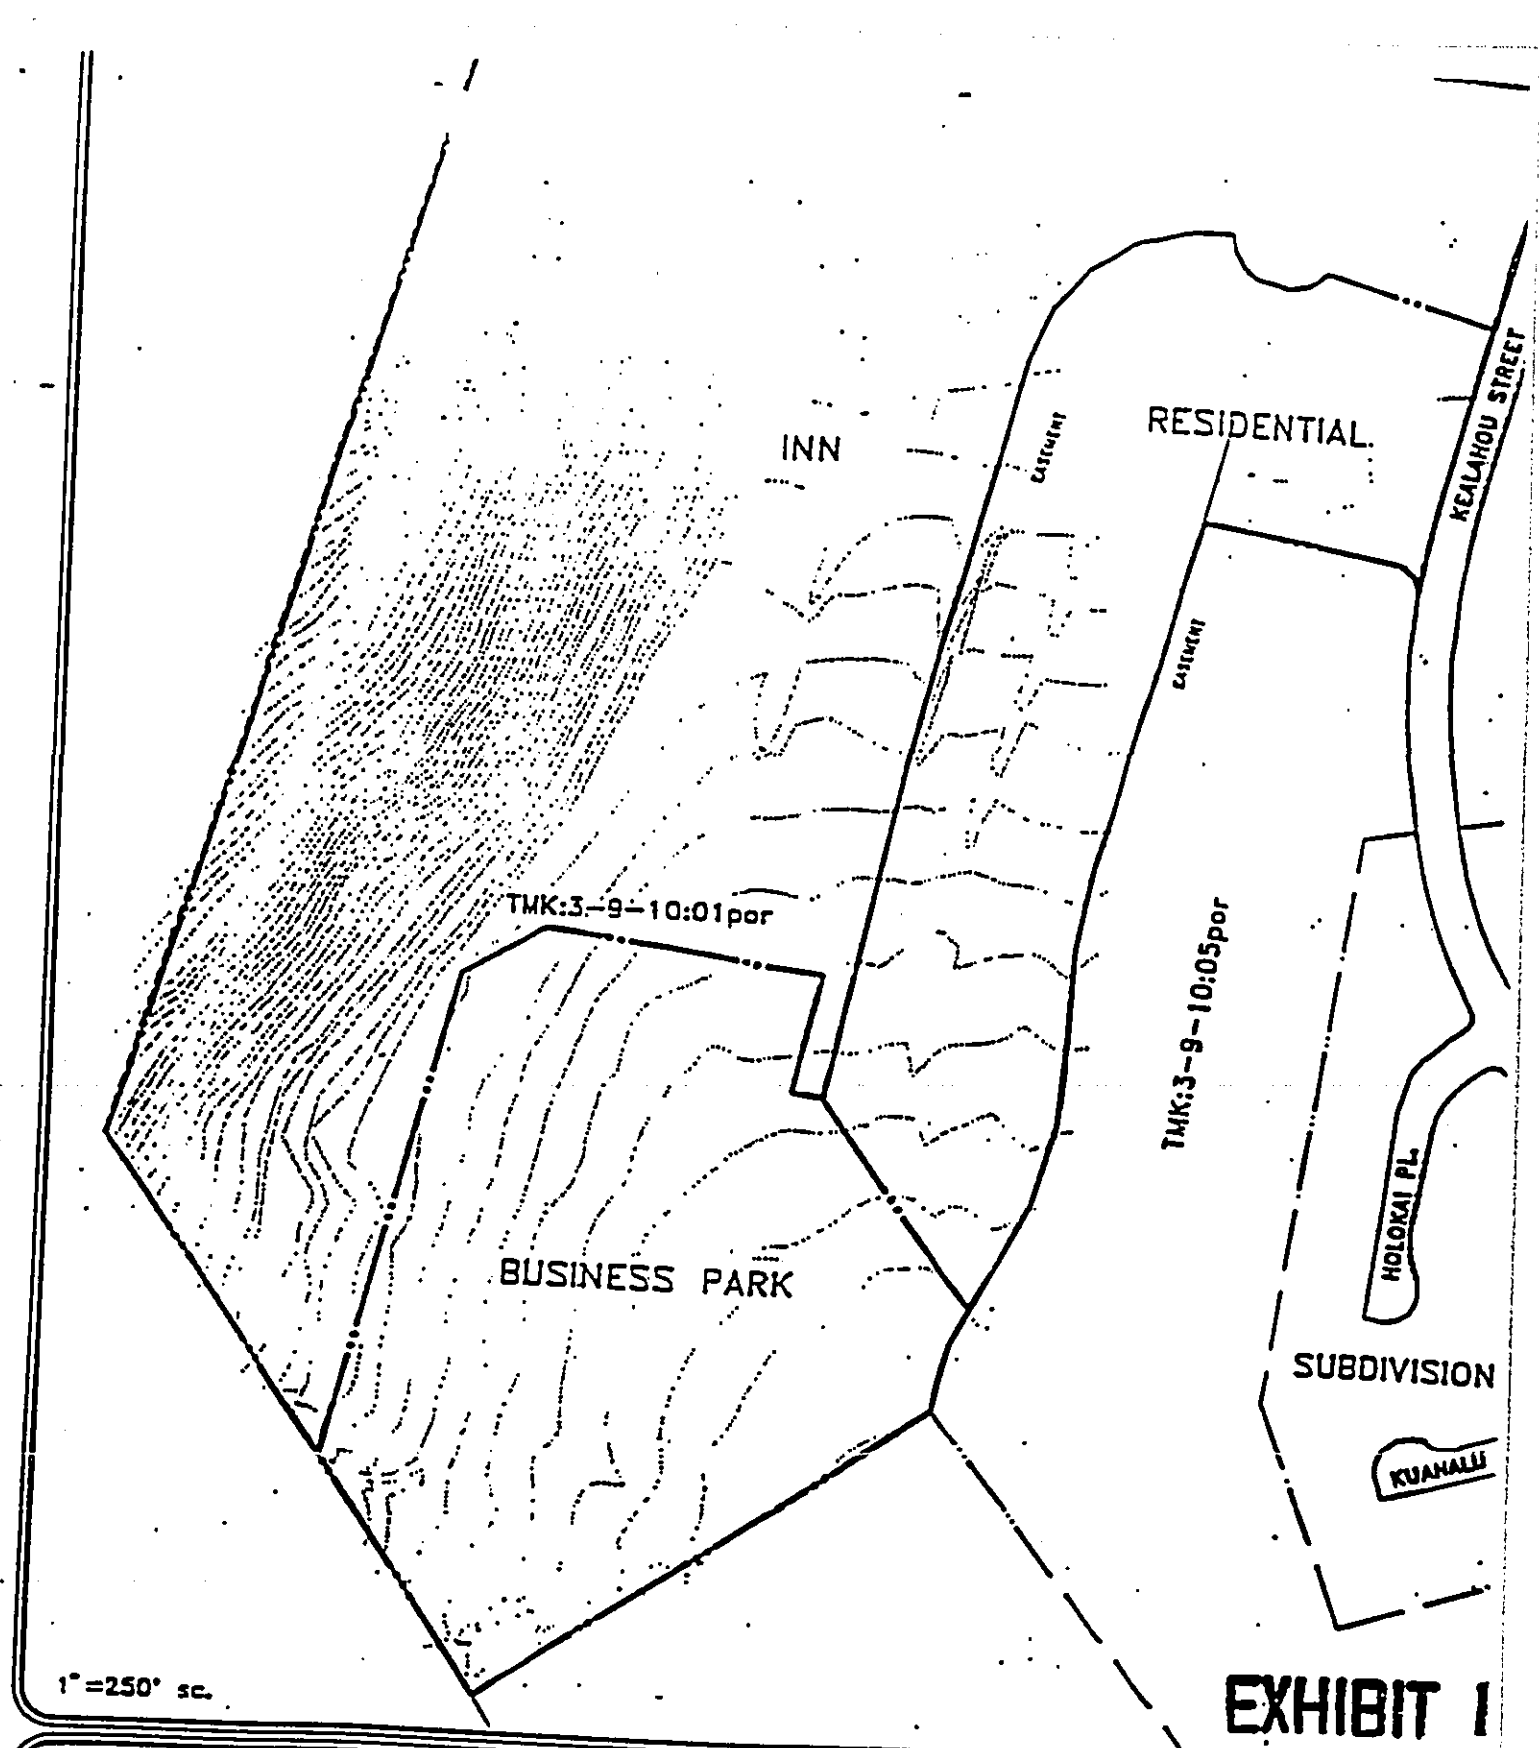 INN
RESIDENTIAL.
EASEMENT
KEALAHOU STREET
EASEMENT
TMK:3-9-10:01por
TMK:3-9-10:05por
HOLOKAI PL.
BUSINESS PARK
SUBDIVISION
KUAHALU
1"=250' sc.
EXHIBIT 1